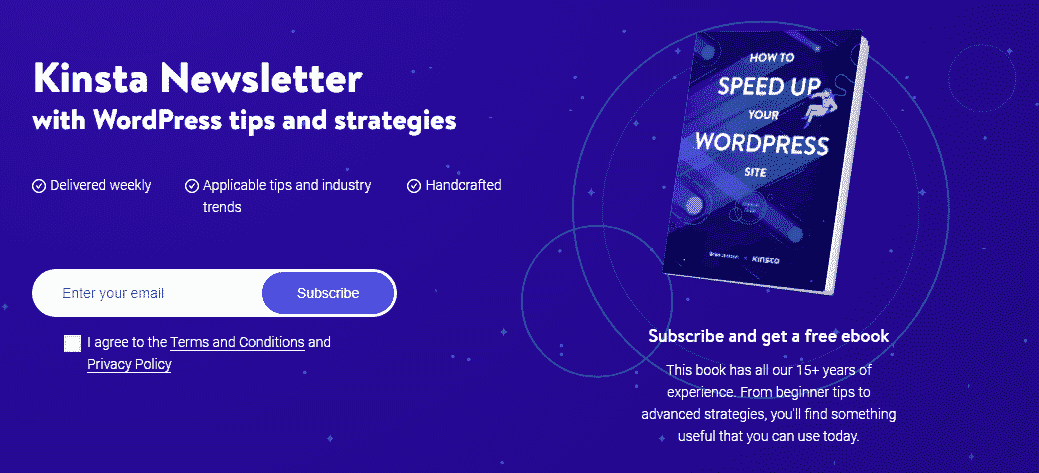 Kinsta Newsletter
with WordPress tips and strategies
Delivered weekly
Applicable tips and industry
trends
Handcrafted
Enter your email
Subscribe
I agree to the Terms and Conditions and
Privacy Policy
HOW TO
SPEED UP
YOUR
WORDPRESS
SITE
KINSTA
Subscribe and get a free ebook
This book has all our 15+ years of
experience. From beginner tips to
advanced strategies, you'll find something
useful that you can use today.